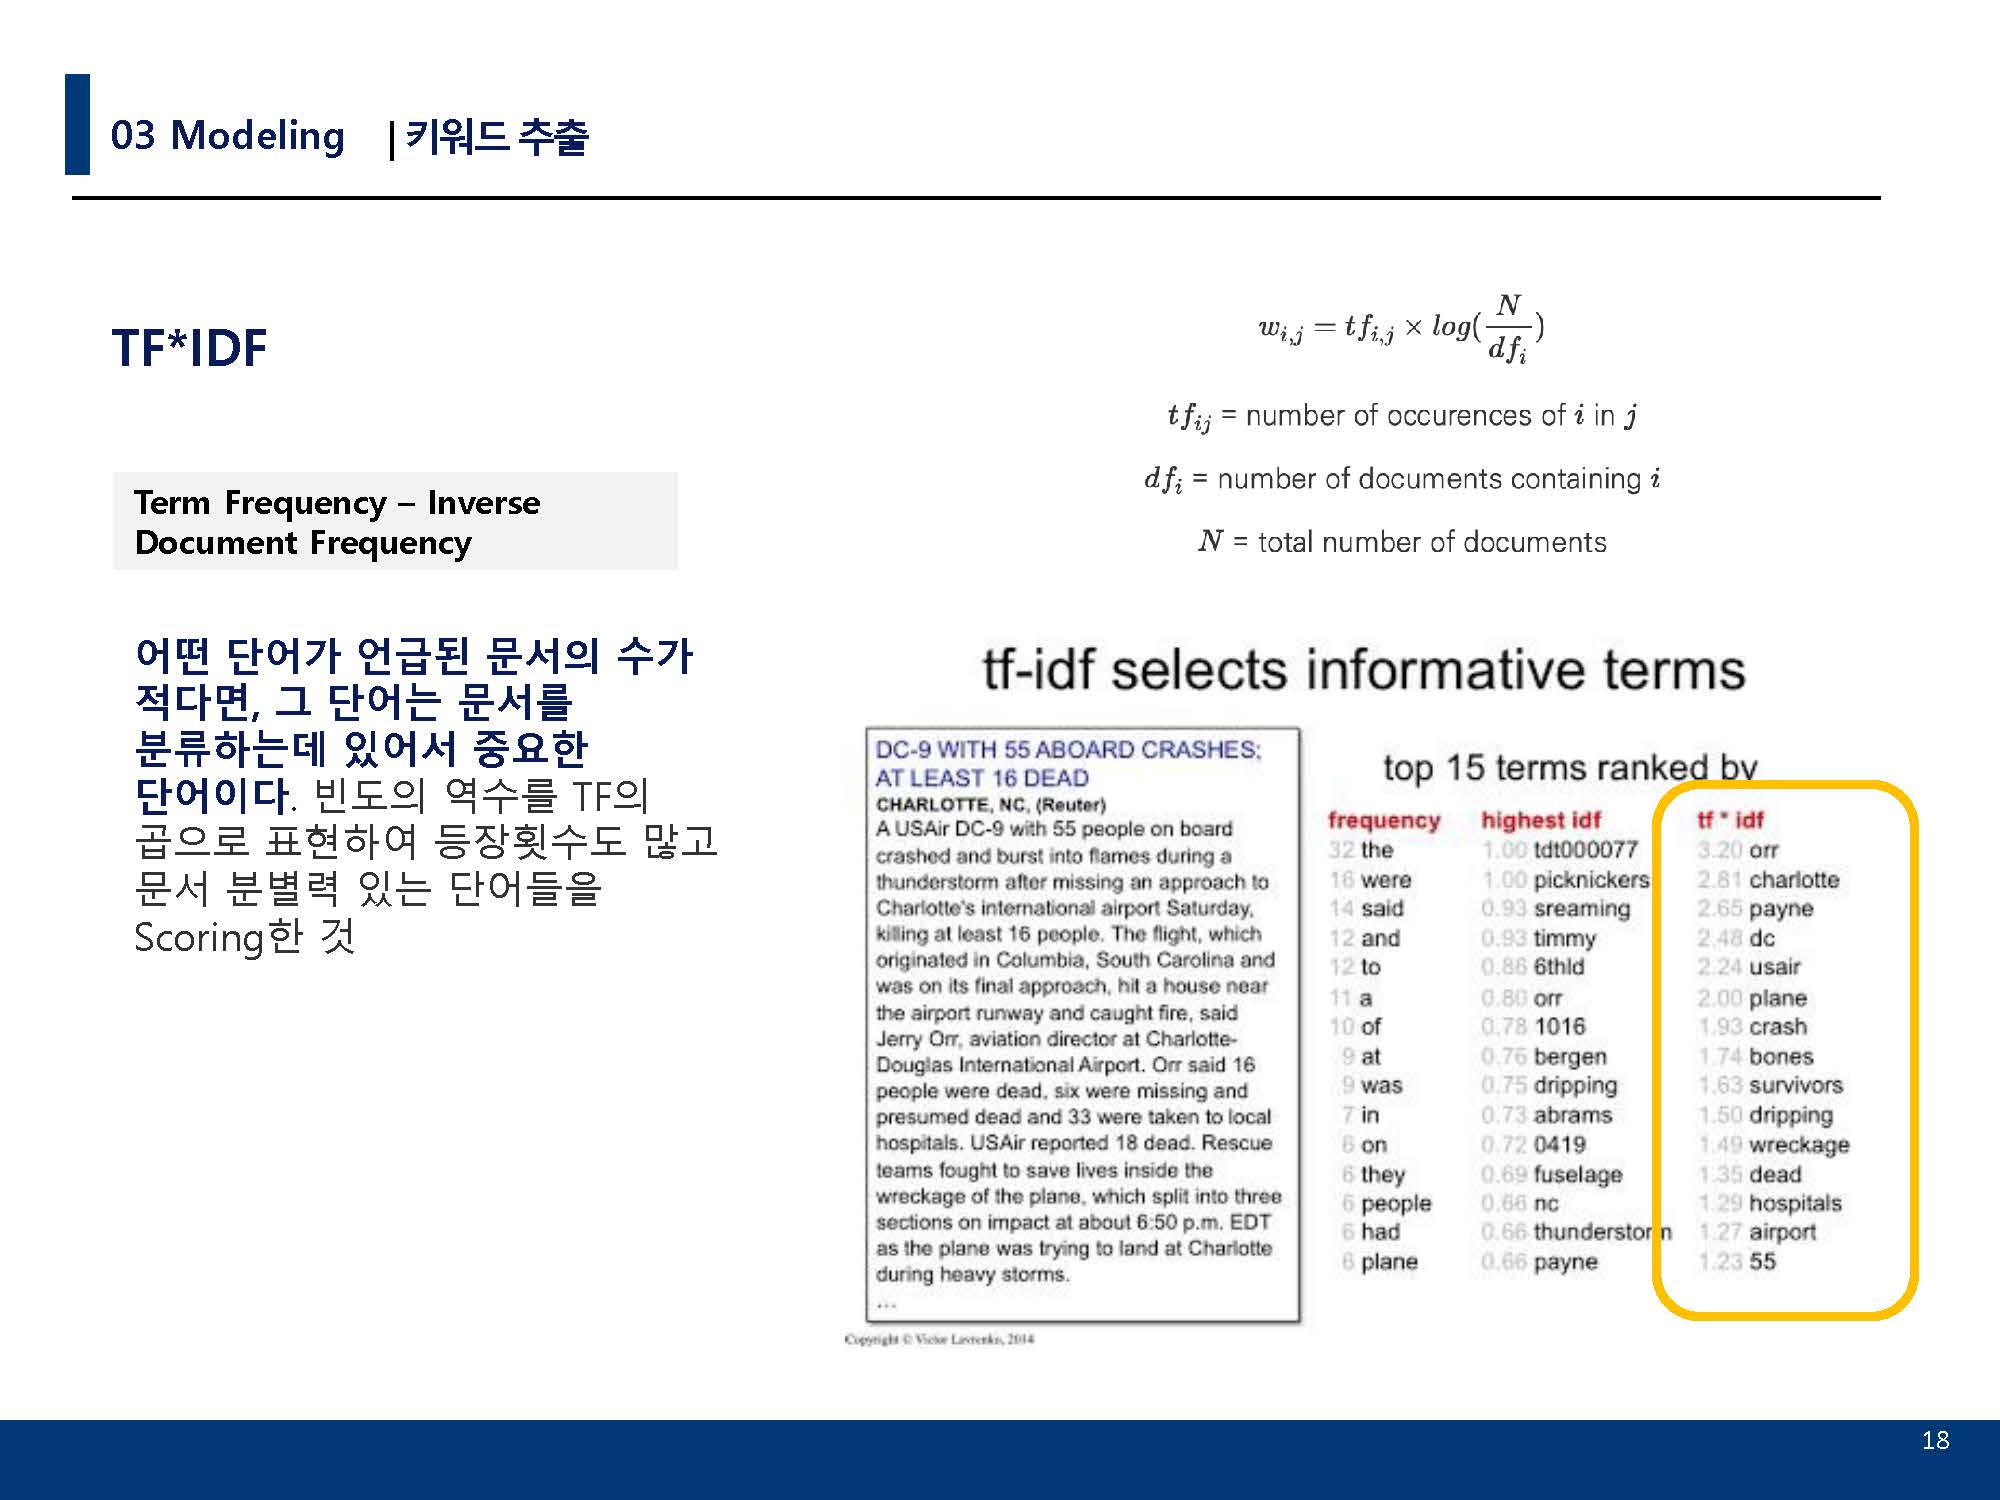 03 Modeling | 키워드 추출
TF*IDF
Term Frequency – Inverse
Document Frequency
어떤 단어가 언급된 문서의 수가
적다면, 그 단어는 문서를
분류하는데 있어서 중요한
단어이다. 빈도의 역수를 TF의
곱으로 표현하여 등장횟수도 많고
문서 분별력 있는 단어들을
Scoring한 것
w_{i,j} = tf_{i,j} × log(N/df_i)
tf_{ij} = number of occurences of i in j
df_i = number of documents containing i
N = total number of documents
tf-idf selects informative terms
DC-9 WITH 55 ABOARD CRASHES;
AT LEAST 16 DEAD
CHARLOTTE, NC, (Reuter)
A USAir DC-9 with 55 people on board
crashed and burst into flames during a
thunderstorm after missing an approach to
Charlotte's international airport Saturday,
killing at least 16 people. The flight, which
originated in Columbia, South Carolina and
was on its final approach, hit a house near
the airport runway and caught fire, said
Jerry Orr, aviation director at Charlotte-
Douglas International Airport. Orr said 16
people were dead, six were missing and
presumed dead and 33 were taken to local
hospitals. USAir reported 18 dead. Rescue
teams fought to save lives inside the
wreckage of the plane, which split into three
sections on impact at about 6:50 p.m. EDT
as the plane was trying to land at Charlotte
during heavy storms.
...
Copyright © Victor Lavrenko, 2014
top 15 terms ranked by
frequency highest idf tf * idf
32 the 1.00 tdt000077 3.20 orr
16 were 1.00 picknickers 2.81 charlotte
14 said 0.93 sreaming 2.65 payne
12 and 0.93 timmy 2.48 dc
12 to 0.86 6thld 2.24 usair
11 a 0.80 orr 2.00 plane
10 of 0.78 1016 1.93 crash
9 at 0.76 bergen 1.74 bones
9 was 0.75 dripping 1.63 survivors
7 in 0.73 abrams 1.50 dripping
6 on 0.72 0419 1.49 wreckage
6 they 0.69 fuselage 1.35 dead
6 people 0.66 nc 1.29 hospitals
6 had 0.66 thunderstorm 1.27 airport
6 plane 0.66 payne 1.23 55
18